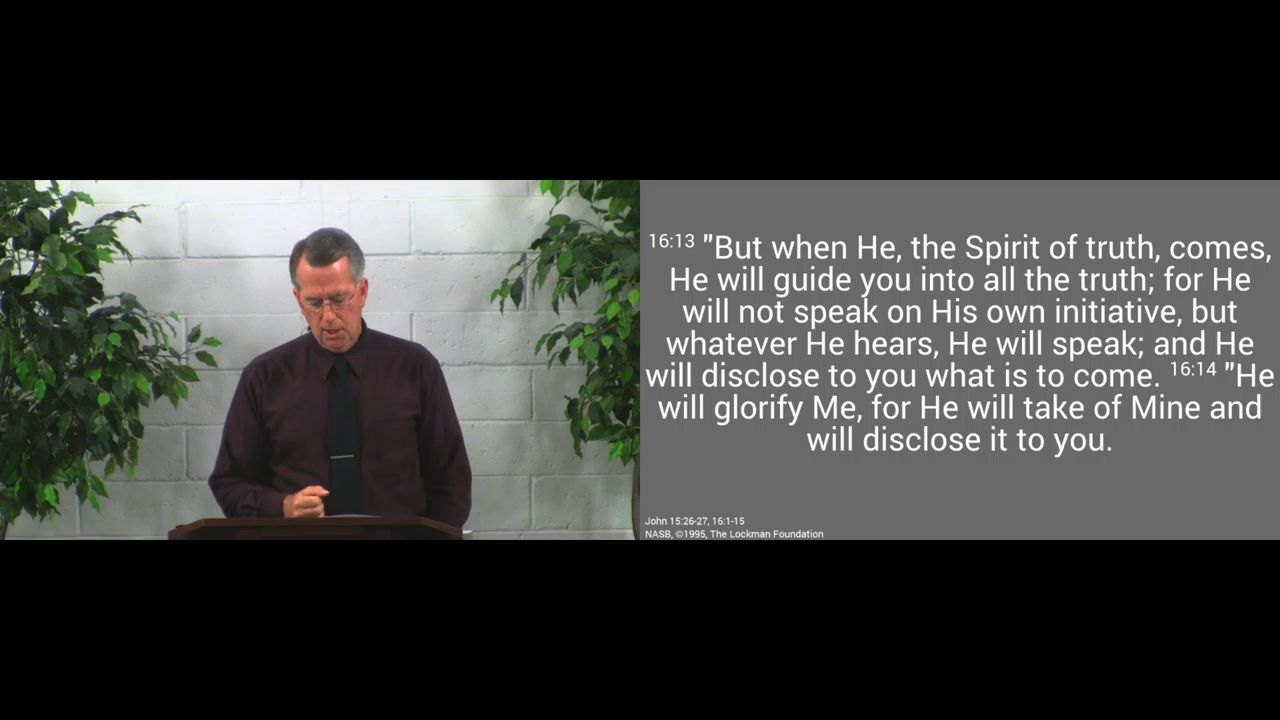 16:13 "But when He, the Spirit of truth, comes,
He will guide you into all the truth; for He
will not speak on His own initiative, but
whatever He hears, He will speak; and He
will disclose to you what is to come. 16:14 "He
will glorify Me, for He will take of Mine and
will disclose it to you.
John 15:26-27, 16:1-15
NASB, ©1995, The Lockman Foundation